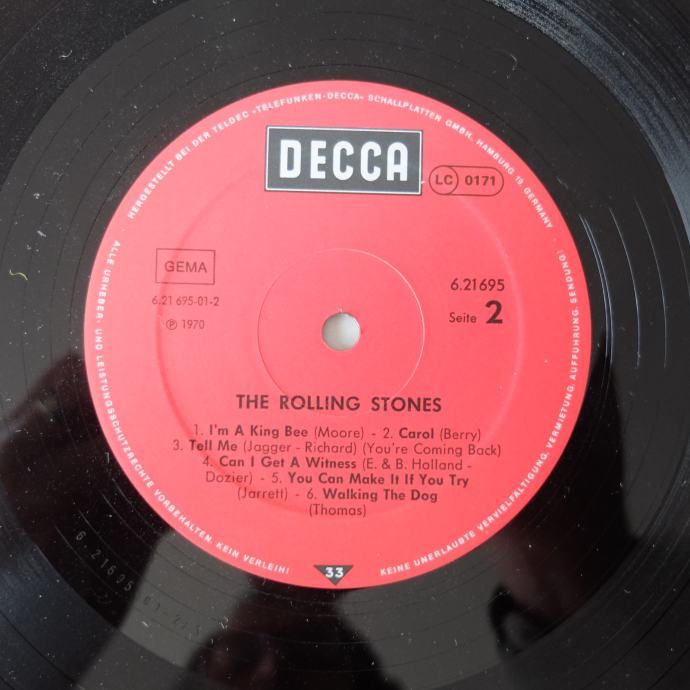 HERGESTELLT BEI DER TELDEC »TELEFUNKEN-DECCA« SCHALLPLATTEN GMBH, HAMBURG 19, GERMANY
DECCA
LC 0171
GEMA
6.21 695-01-2
℗ 1970
6.21695
Seite 2
THE ROLLING STONES
1. I'm A King Bee (Moore) - 2. Carol (Berry)
3. Tell Me (Jagger - Richard) (You're Coming Back)
4. Can I Get A Witness (E. & B. Holland -
Dozier) - 5. You Can Make It If You Try
(Jarrett) - 6. Walking The Dog
(Thomas)
33
ALLE URHEBER- UND LEISTUNGSSCHUTZRECHTE VORBEHALTEN. KEIN VERLEIH!
KEINE UNERLAUBTE VERVIELFÄLTIGUNG, VERMIETUNG, AUFFÜHRUNG, SENDUNG!
6.21695